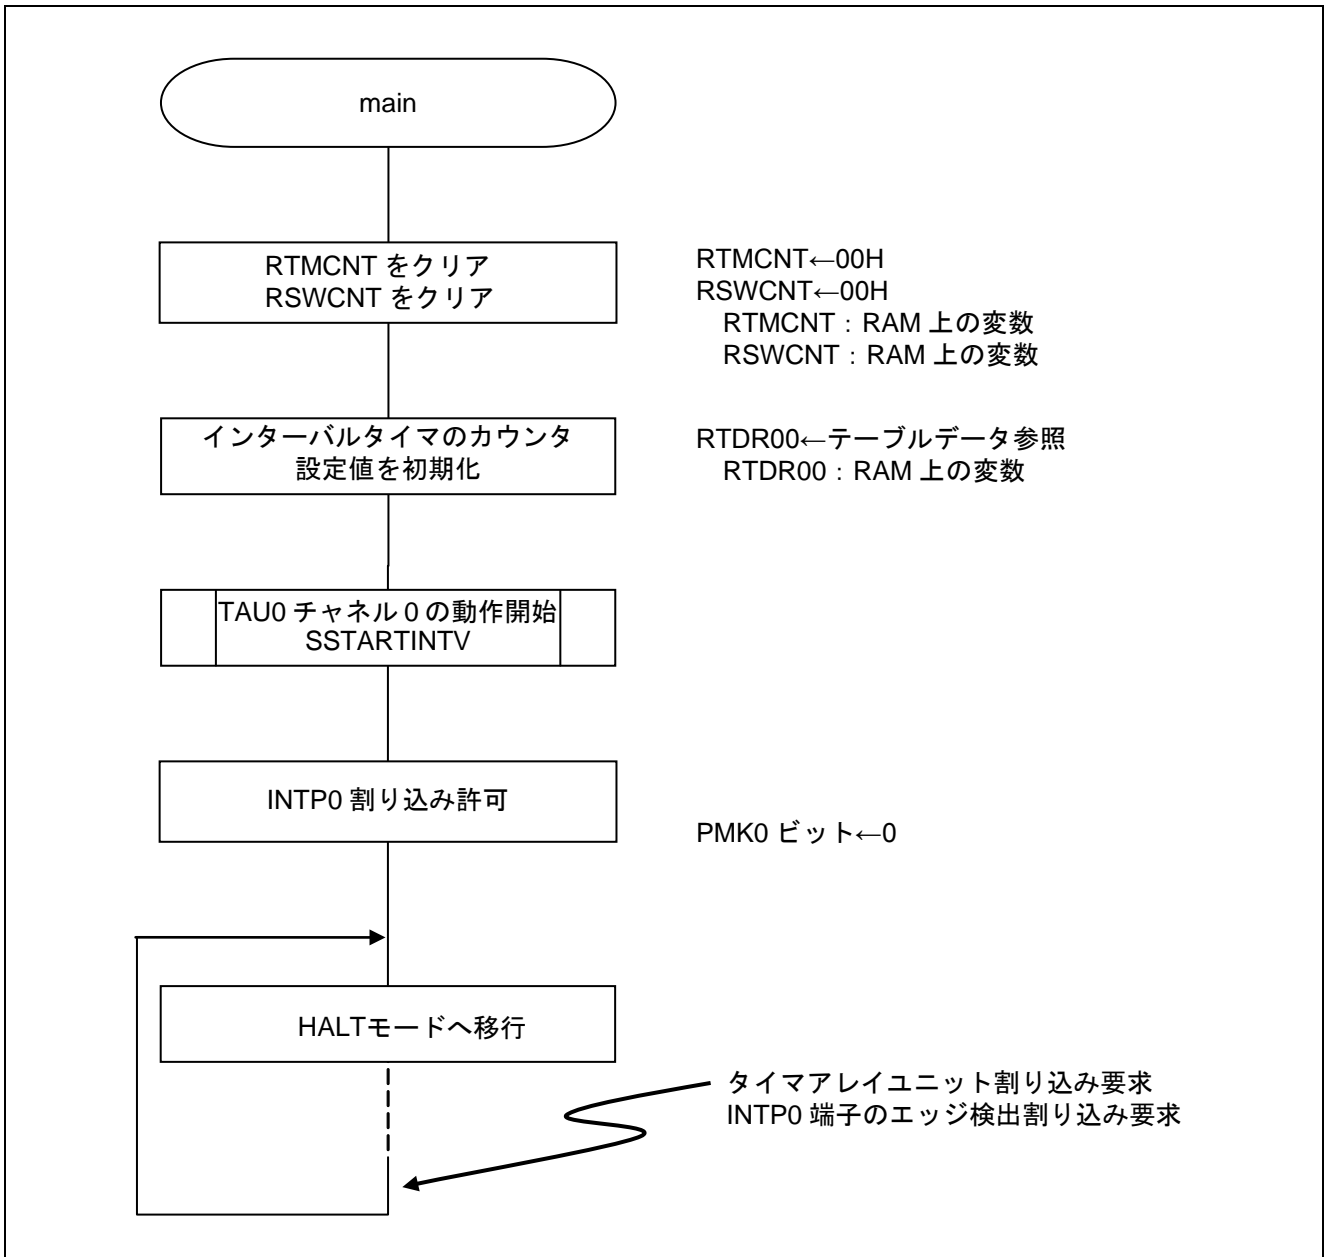 main
RTMCNT をクリア
RSWCNT をクリア
RTMCNT←00H
RSWCNT←00H
RTMCNT：RAM 上の変数
RSWCNT：RAM 上の変数
インターバルタイマのカウンタ
設定値を初期化
RTDR00←テーブルデータ参照
RTDR00：RAM 上の変数
TAU0 チャネル 0 の動作開始
SSTARTINTV
INTP0 割り込み許可
PMK0 ビット←0
HALTモードへ移行
タイマアレイユニット割り込み要求
INTP0 端子のエッジ検出割り込み要求